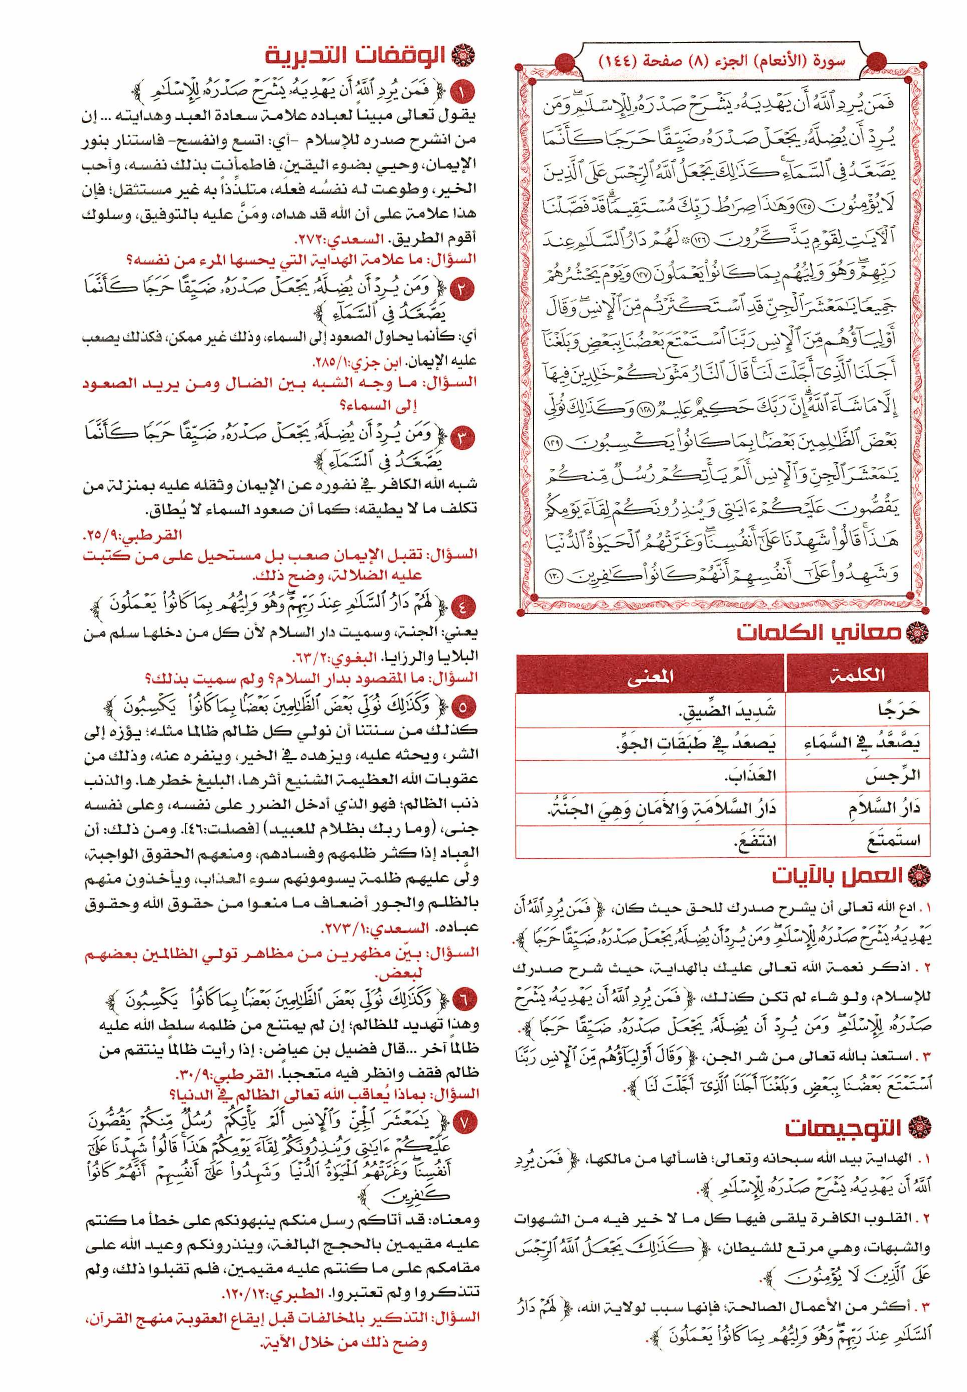 سورة (الأنعام) الجزء (٨) صفحة (١٤٤)
فَمَن يُرِدِ ٱللَّهُ أَن يَهْدِيَهُۥ يَشْرَحْ صَدْرَهُۥ لِلْإِسْلَٰمِۖ وَمَن
يُرِدْ أَن يُضِلَّهُۥ يَجْعَلْ صَدْرَهُۥ ضَيِّقًا حَرَجًا كَأَنَّمَا
يَصَّعَّدُ فِي ٱلسَّمَآءِۚ كَذَٰلِكَ يَجْعَلُ ٱللَّهُ ٱلرِّجْسَ عَلَى ٱلَّذِينَ
لَا يُؤْمِنُونَ ١٢٥ وَهَٰذَا صِرَٰطُ رَبِّكَ مُسْتَقِيمًاۗ قَدْ فَصَّلْنَا
ٱلْءَايَٰتِ لِقَوْمٍ يَذَّكَّرُونَ ١٢٦ ۞ لَهُمْ دَارُ ٱلسَّلَٰمِ عِندَ
رَبِّهِمْۖ وَهُوَ وَلِيُّهُم بِمَا كَانُوا۟ يَعْمَلُونَ ١٢٧ وَيَوْمَ يَحْشُرُهُمْ
جَمِيعًا يَٰمَعْشَرَ ٱلْجِنِّ قَدِ ٱسْتَكْثَرْتُم مِّنَ ٱلْإِنسِۖ وَقَالَ
أَوْلِيَآؤُهُم مِّنَ ٱلْإِنسِ رَبَّنَا ٱسْتَمْتَعَ بَعْضُنَا بِبَعْضٍ وَبَلَغْنَآ
أَجَلَنَا ٱلَّذِىٓ أَجَّلْتَ لَنَاۚ قَالَ ٱلنَّارُ مَثْوَىٰكُمْ خَٰلِدِينَ فِيهَآ
إِلَّا مَا شَآءَ ٱللَّهُۗ إِنَّ رَبَّكَ حَكِيمٌ عَلِيمٌ ١٢٨ وَكَذَٰلِكَ نُوَلِّى
بَعْضَ ٱلظَّٰلِمِينَ بَعْضًۢا بِمَا كَانُوا۟ يَكْسِبُونَ ١٢٩
يَٰمَعْشَرَ ٱلْجِنِّ وَٱلْإِنسِ أَلَمْ يَأْتِكُمْ رُسُلٌ مِّنكُمْ
يَقُصُّونَ عَلَيْكُمْ ءَايَٰتِى وَيُنذِرُونَكُمْ لِقَآءَ يَوْمِكُمْ
هَٰذَاۚ قَالُوا۟ شَهِدْنَا عَلَىٰٓ أَنفُسِنَاۖ وَغَرَّتْهُمُ ٱلْحَيَوٰةُ ٱلدُّنْيَا
وَشَهِدُوا۟ عَلَىٰٓ أَنفُسِهِمْ أَنَّهُمْ كَانُوا۟ كَٰفِرِينَ ١٣٠
معاني الكلمات
الكلمة المعنى
حَرَجًا شَدِيدَ الضِّيقِ.
يَصَّعَّدُ فِي السَّمَاءِ يَصعَدُ فِي طَبَقَاتِ الجَوِّ.
الرِّجسَ العَذَابَ.
دَارُ السَّلَامِ دَارُ السَّلَامَةِ وَالأَمَانِ وَهِيَ الجَنَّةُ.
استَمتَعَ انتَفَعَ.
العمل بالآيات
١. ادع الله تعالى أن يشرح صدرك للحق حيث كان، ﴿ فَمَن يُرِدِ ٱللَّهُ أَن
يَهْدِيَهُۥ يَشْرَحْ صَدْرَهُۥ لِلْإِسْلَٰمِۖ وَمَن يُرِدْ أَن يُضِلَّهُۥ يَجْعَلْ صَدْرَهُۥ ضَيِّقًا حَرَجًا ﴾.
٢. اذكر نعمة الله تعالى عليك بالهداية، حيث شرح صدرك
للإسلام، ولو شاء لم تكن كذلك، ﴿ فَمَن يُرِدِ ٱللَّهُ أَن يَهْدِيَهُۥ يَشْرَحْ
صَدْرَهُۥ لِلْإِسْلَٰمِۖ وَمَن يُرِدْ أَن يُضِلَّهُۥ يَجْعَلْ صَدْرَهُۥ ضَيِّقًا حَرَجًا ﴾.
٣. استعذ بالله تعالى من شر الجن، ﴿ وَقَالَ أَوْلِيَآؤُهُم مِّنَ ٱلْإِنسِ رَبَّنَا
ٱسْتَمْتَعَ بَعْضُنَا بِبَعْضٍ وَبَلَغْنَآ أَجَلَنَا ٱلَّذِىٓ أَجَّلْتَ لَنَا ﴾.
التوجيهات
١. الهداية بيد الله سبحانه وتعالى؛ فاسألها من مالكها، ﴿ فَمَن يُرِدِ
ٱللَّهُ أَن يَهْدِيَهُۥ يَشْرَحْ صَدْرَهُۥ لِلْإِسْلَٰمِ ﴾.
٢. القلوب الكافرة يلقى فيها كل ما لا خير فيه من الشهوات
والشبهات، وهي مرتع للشيطان، ﴿ كَذَٰلِكَ يَجْعَلُ ٱللَّهُ ٱلرِّجْسَ
عَلَى ٱلَّذِينَ لَا يُؤْمِنُونَ ﴾.
٣. أكثر من الأعمال الصالحة؛ فإنها سبب لولاية الله، ﴿ لَهُمْ دَارُ
ٱلسَّلَٰمِ عِندَ رَبِّهِمْۖ وَهُوَ وَلِيُّهُم بِمَا كَانُوا۟ يَعْمَلُونَ ﴾.
الوقفات التدبرية
١ ﴿ فَمَن يُرِدِ ٱللَّهُ أَن يَهْدِيَهُۥ يَشْرَحْ صَدْرَهُۥ لِلْإِسْلَٰمِ ﴾
يقول تعالى مبيناً لعباده علامة سعادة العبد وهدايته ... إن
من انشرح صدره للإسلام -أي: اتسع وانفسح- فاستنار بنور
الإيمان، وحيي بضوء اليقين، فاطمأنت بذلك نفسه، وأحب
الخير، وطوعت له نفسُه فعله، متلذذاً به غير مستثقل؛ فإن
هذا علامة على أن الله قد هداه، ومَنَّ عليه بالتوفيق، وسلوك
أقوم الطريق. السعدي:٢٧٢.
السؤال: ما علامة الهداية التي يحسها المرء من نفسه؟
٢ ﴿ وَمَن يُرِدْ أَن يُضِلَّهُۥ يَجْعَلْ صَدْرَهُۥ ضَيِّقًا حَرَجًا كَأَنَّمَا
يَصَّعَّدُ فِي ٱلسَّمَآءِ ﴾
أي: كأنما يحاول الصعود إلى السماء، وذلك غير ممكن، فكذلك يصعب
عليه الإيمان. ابن جزي:٢٨٥/١.
السؤال: ما وجه الشبه بين الضال ومن يريد الصعود
إلى السماء؟
٣ ﴿ وَمَن يُرِدْ أَن يُضِلَّهُۥ يَجْعَلْ صَدْرَهُۥ ضَيِّقًا حَرَجًا كَأَنَّمَا
يَصَّعَّدُ فِي ٱلسَّمَآءِ ﴾
شبه الله الكافر في نفوره عن الإيمان وثقله عليه بمنزلة من
تكلف ما لا يطيقه؛ كما أن صعود السماء لا يُطاق.
القرطبي:٢٥/٩.
السؤال: تقبل الإيمان صعب بل مستحيل على من كتبت
عليه الضلالة، وضح ذلك.
٤ ﴿ لَهُمْ دَارُ ٱلسَّلَٰمِ عِندَ رَبِّهِمْۖ وَهُوَ وَلِيُّهُم بِمَا كَانُوا۟ يَعْمَلُونَ ﴾
يعني: الجنة، وسميت دار السلام لأن كل من دخلها سلم من
البلايا والرزايا. البغوي:٦٣/٢.
السؤال: ما المقصود بدار السلام؟ ولم سميت بذلك؟
٥ ﴿ وَكَذَٰلِكَ نُوَلِّى بَعْضَ ٱلظَّٰلِمِينَ بَعْضًۢا بِمَا كَانُوا۟ يَكْسِبُونَ ﴾
كذلك من سنتنا أن نولي كل ظالم ظالما مثله؛ يؤزه إلى
الشر، ويحثه عليه، ويزهده في الخير، وينفره عنه، وذلك من
عقوبات الله العظيمة الشنيع أثرها، البليغ خطرها. والذنب
ذنب الظالم؛ فهو الذي أدخل الضرر على نفسه، وعلى نفسه
جنى، (وما ربك بظلام للعبيد) [فصلت:٤٦]. ومن ذلك: أن
العباد إذا كثر ظلمهم وفسادهم، ومنعهم الحقوق الواجبة،
ولَّى عليهم ظلمة يسومونهم سوء العذاب، ويأخذون منهم
بالظلم والجور أضعاف ما منعوا من حقوق الله وحقوق
عباده. السعدي:٢٧٣/١.
السؤال: بيّن مظهرين من مظاهر تولي الظالمين بعضهم
لبعض.
٦ ﴿ وَكَذَٰلِكَ نُوَلِّى بَعْضَ ٱلظَّٰلِمِينَ بَعْضًۢا بِمَا كَانُوا۟ يَكْسِبُونَ ﴾
وهذا تهديد للظالم؛ إن لم يمتنع من ظلمه سلط الله عليه
ظالماً آخر ...قال فضيل بن عياض: إذا رأيت ظالماً ينتقم من
ظالم فقف وانظر فيه متعجباً. القرطبي:٣٠/٩.
السؤال: بماذا يُعاقب الله تعالى الظالم في الدنيا؟
٧ ﴿ يَٰمَعْشَرَ ٱلْجِنِّ وَٱلْإِنسِ أَلَمْ يَأْتِكُمْ رُسُلٌ مِّنكُمْ يَقُصُّونَ
عَلَيْكُمْ ءَايَٰتِى وَيُنذِرُونَكُمْ لِقَآءَ يَوْمِكُمْ هَٰذَاۚ قَالُوا۟ شَهِدْنَا عَلَىٰٓ
أَنفُسِنَاۖ وَغَرَّتْهُمُ ٱلْحَيَوٰةُ ٱلدُّنْيَا وَشَهِدُوا۟ عَلَىٰٓ أَنفُسِهِمْ أَنَّهُمْ كَانُوا۟
كَٰفِرِينَ ﴾
ومعناه: قد أتاكم رسل منكم ينبهونكم على خطأ ما كنتم
عليه مقيمين بالحجج البالغة، وينذرونكم وعيد الله على
مقامكم على ما كنتم عليه مقيمين، فلم تقبلوا ذلك، ولم
تتذكروا ولم تعتبروا. الطبري:١٢٠/١٢.
السؤال: التذكير بالمخالفات قبل إيقاع العقوبة منهج القرآن،
وضح ذلك من خلال الآية.